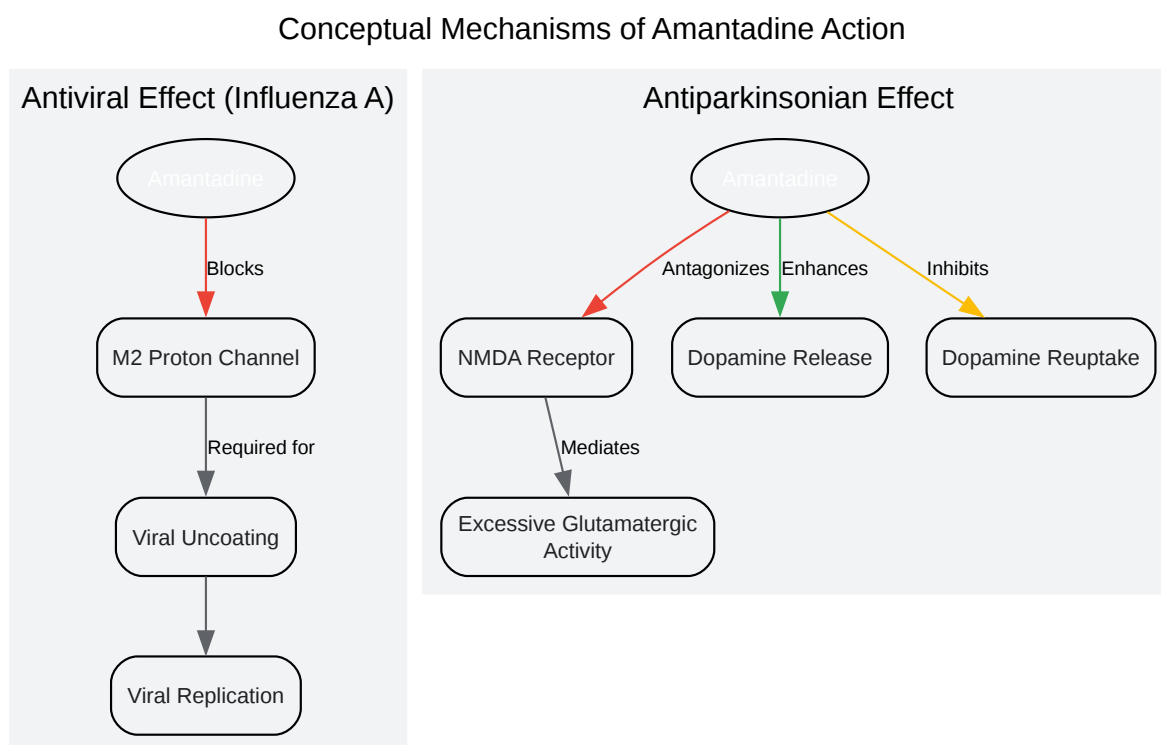 Conceptual Mechanisms of Amantadine Action
Antiviral Effect (Influenza A)
Amantadine
Blocks
M2 Proton Channel
Required for
Viral Uncoating
Viral Replication
Antiparkinsonian Effect
Amantadine
Antagonizes
Enhances
Inhibits
NMDA Receptor
Dopamine Release
Dopamine Reuptake
Mediates
Excessive Glutamatergic
Activity